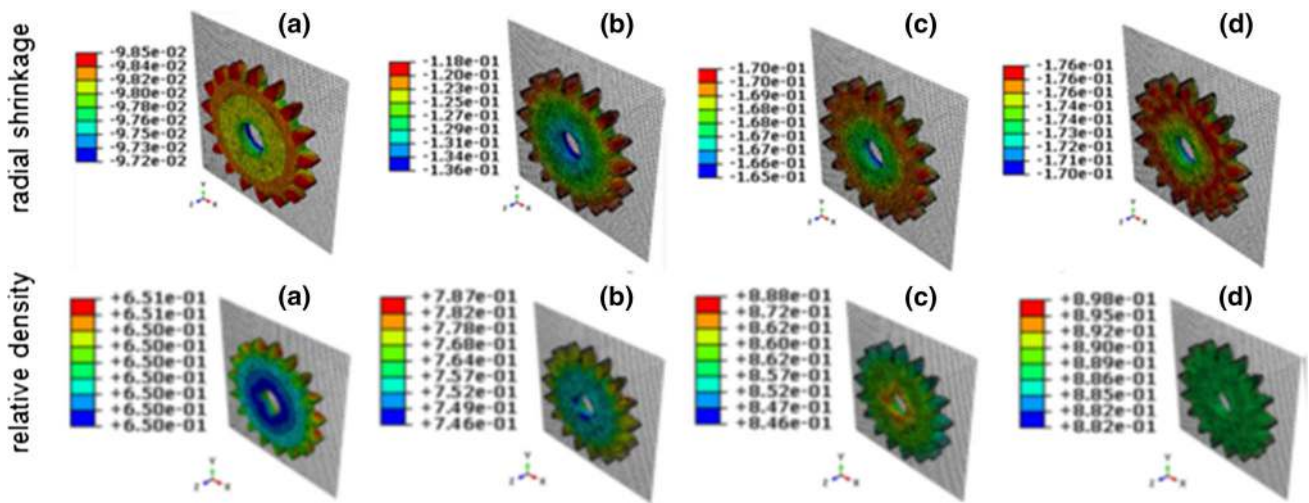 radial shrinkage
(a)
-9.85e-02
-9.84e-02
-9.82e-02
-9.80e-02
-9.78e-02
-9.76e-02
-9.75e-02
-9.73e-02
-9.72e-02
Y
Z X
(b)
-1.18e-01
-1.20e-01
-1.23e-01
-1.25e-01
-1.27e-01
-1.29e-01
-1.31e-01
-1.34e-01
-1.36e-01
Y
Z X
(c)
-1.70e-01
-1.70e-01
-1.69e-01
-1.68e-01
-1.68e-01
-1.67e-01
-1.67e-01
-1.66e-01
-1.65e-01
Y
Z X
(d)
-1.76e-01
-1.76e-01
-1.75e-01
-1.74e-01
-1.74e-01
-1.73e-01
-1.72e-01
-1.71e-01
-1.70e-01
Y
Z X
relative density
(a)
+6.51e-01
+6.51e-01
+6.50e-01
+6.50e-01
+6.50e-01
+6.50e-01
+6.50e-01
+6.50e-01
+6.50e-01
Y
Z X
(b)
+7.87e-01
+7.82e-01
+7.78e-01
+7.68e-01
+7.64e-01
+7.57e-01
+7.52e-01
+7.49e-01
+7.46e-01
Y
Z X
(c)
+8.88e-01
+8.72e-01
+8.62e-01
+8.60e-01
+8.62e-01
+8.57e-01
+8.52e-01
+8.47e-01
+8.46e-01
Y
Z X
(d)
+8.98e-01
+8.95e-01
+8.92e-01
+8.90e-01
+8.89e-01
+8.86e-01
+8.85e-01
+8.82e-01
+8.82e-01
Y
Z X